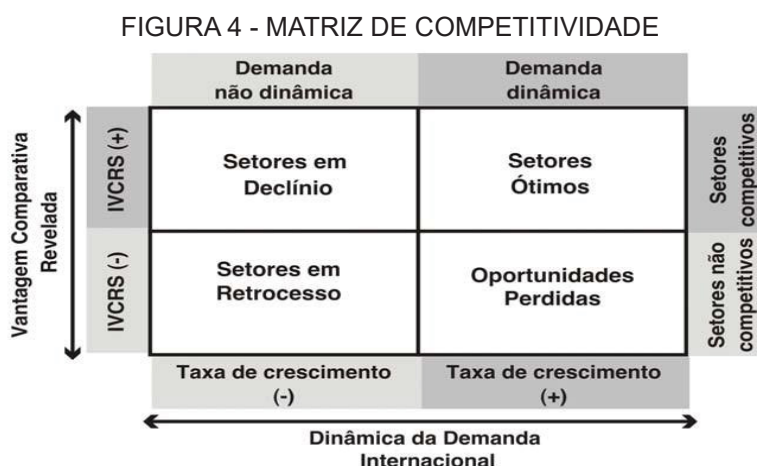 FIGURA 4 - MATRIZ DE COMPETITIVIDADE
Demanda
não dinâmica
Demanda
dinâmica
Vantagem Comparativa
Revelada
IVCRS (+)
Setores em
Declínio
Setores
Ótimos
Setores
competitivos
IVCRS (-)
Setores em
Retrocesso
Oportunidades
Perdidas
Setores não
competitivos
Taxa de crescimento
(-)
Taxa de crescimento
(+)
Dinâmica da Demanda
Internacional